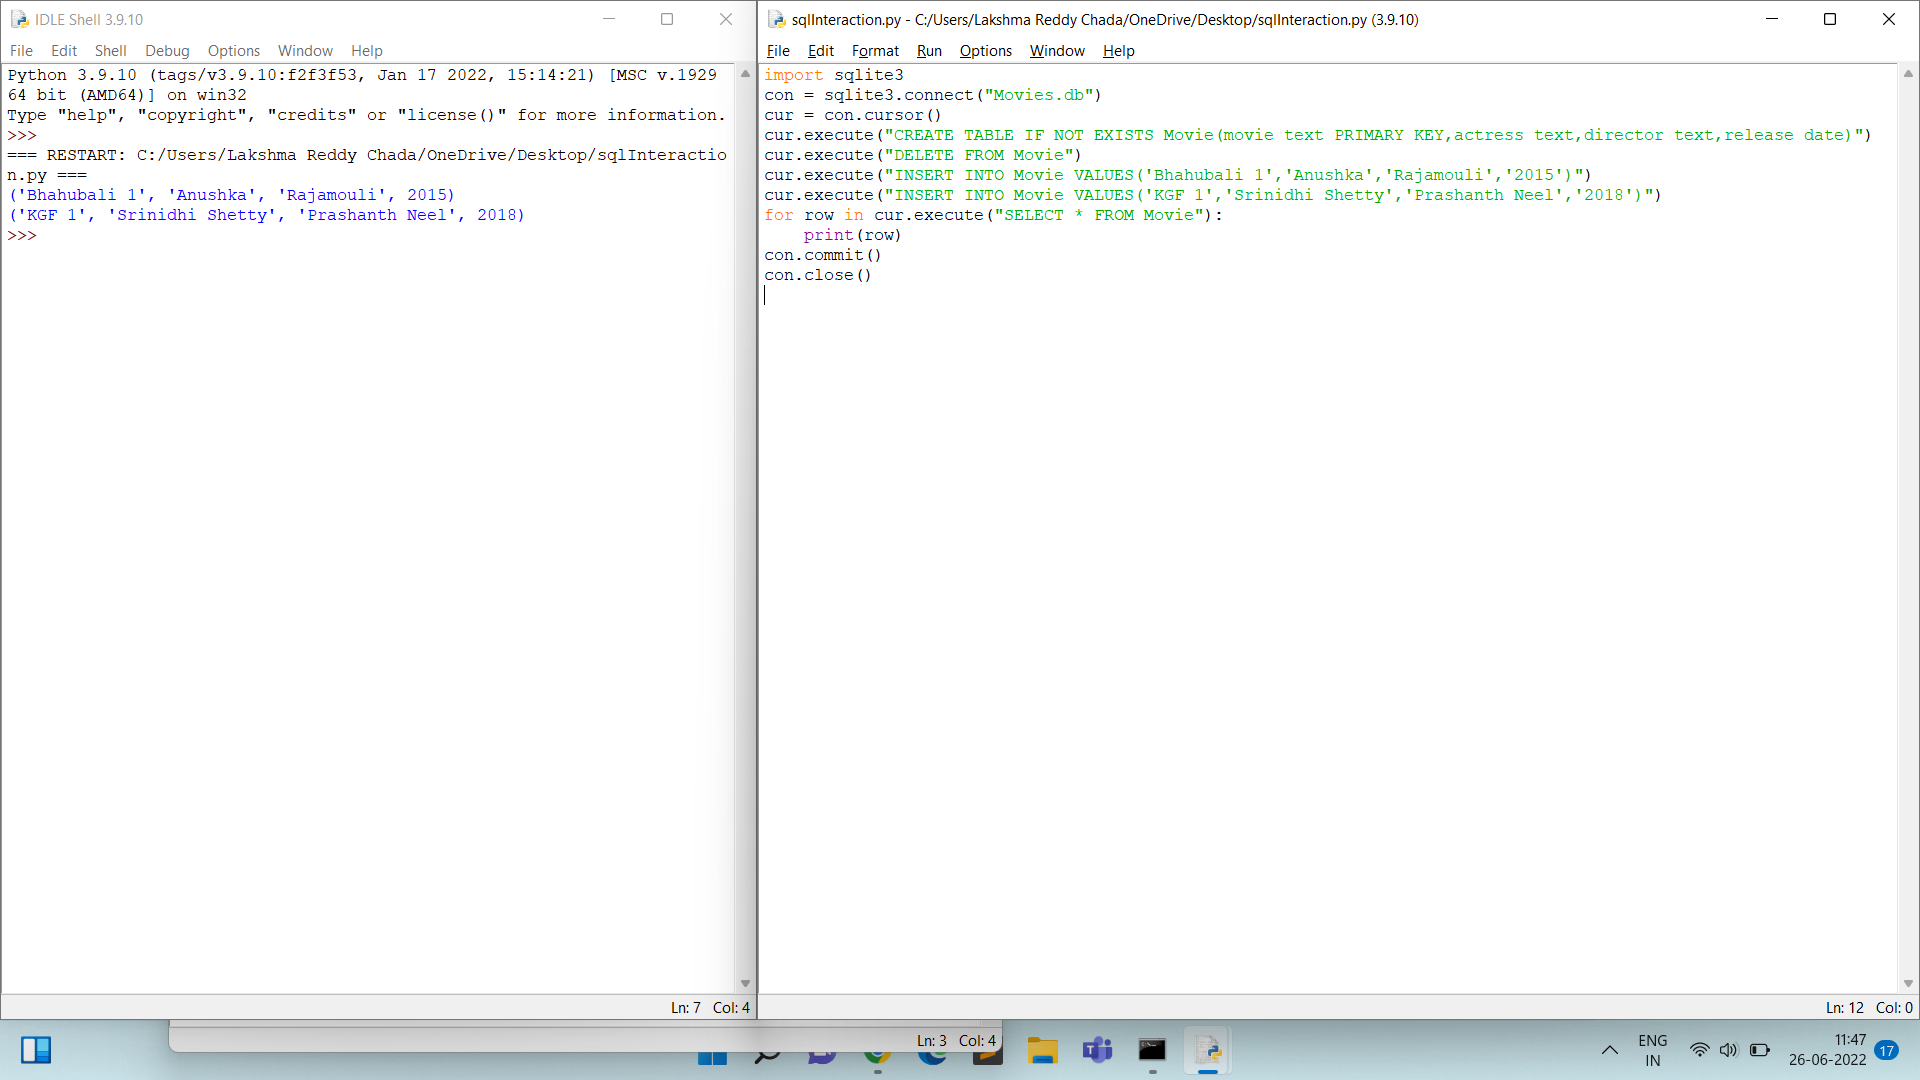 IDLE Shell 3.9.10
File Edit Shell Debug Options Window Help
Python 3.9.10 (tags/v3.9.10:f2f3f53, Jan 17 2022, 15:14:21) [MSC v.1929
64 bit (AMD64)] on win32
Type "help", "copyright", "credits" or "license()" for more information.
>>>
=== RESTART: C:/Users/Lakshma Reddy Chada/OneDrive/Desktop/sqlInteractio
n.py ===
('Bhahubali 1', 'Anushka', 'Rajamouli', 2015)
('KGF 1', 'Srinidhi Shetty', 'Prashanth Neel', 2018)
>>>
Ln: 7 Col: 4
sqlInteraction.py - C:/Users/Lakshma Reddy Chada/OneDrive/Desktop/sqlInteraction.py (3.9.10)
File Edit Format Run Options Window Help
import sqlite3
con = sqlite3.connect("Movies.db")
cur = con.cursor()
cur.execute("CREATE TABLE IF NOT EXISTS Movie(movie text PRIMARY KEY,actress text,director text,release date)")
cur.execute("DELETE FROM Movie")
cur.execute("INSERT INTO Movie VALUES('Bhahubali 1','Anushka','Rajamouli','2015')")
cur.execute("INSERT INTO Movie VALUES('KGF 1','Srinidhi Shetty','Prashanth Neel','2018')")
for row in cur.execute("SELECT * FROM Movie"):
    print(row)
con.commit()
con.close()
Ln: 12 Col: 0
Ln: 3 Col: 4
ENG
IN
11:47
26-06-2022
17